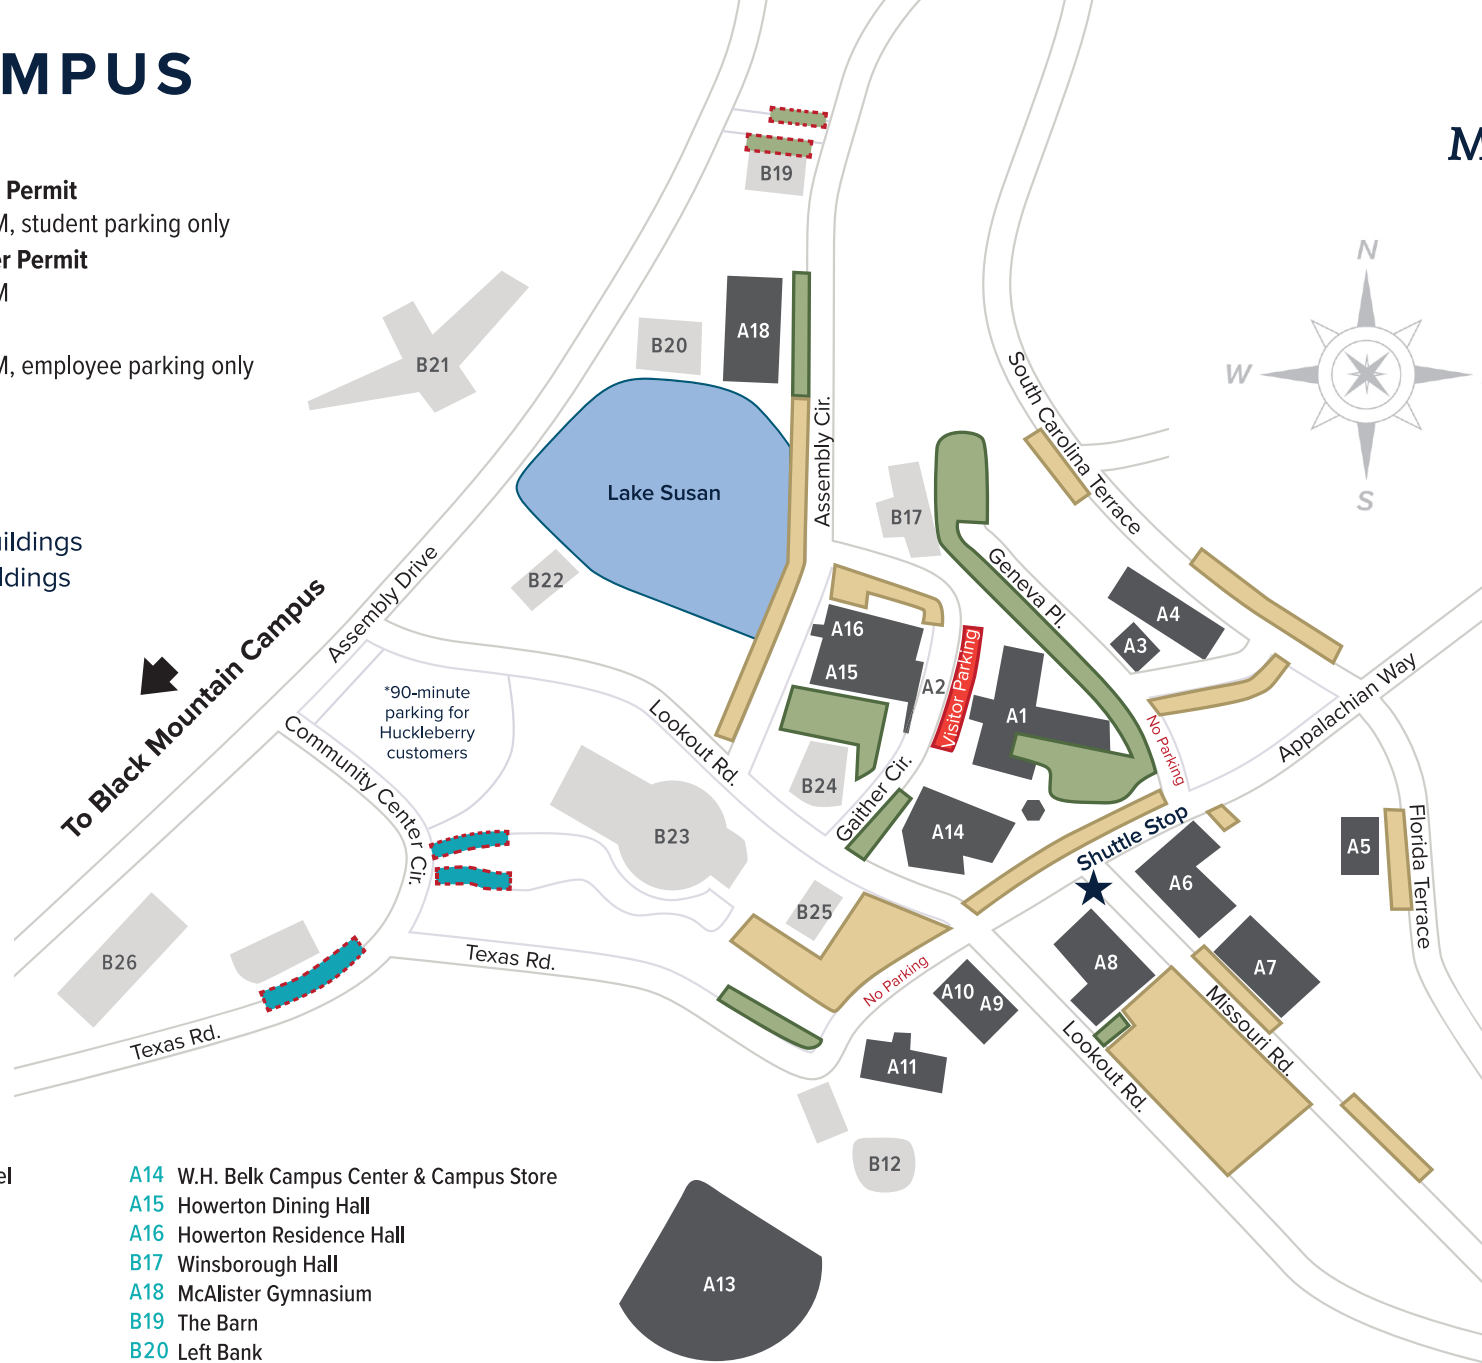 MPUS
M
Permit
M, student parking only
er Permit
M
M, employee parking only
uildings
ldings
N
W
S
B19
B21
B20
A18
Lake Susan
Assembly Cir.
South Carolina Terrace
B17
B22
Assembly Drive
To Black Mountain Campus
Geneva Pl.
A4
A3
A16
A15
A2
Visitor Parking
A1
No Parking
Appalachian Way
*90-minute
parking for
Huckleberry
customers
Lookout Rd.
Community Center Cir.
B24
Gaither Cir.
B23
A14
Shuttle Stop
A6
A5
Florida Terrace
B25
B26
Texas Rd.
No Parking
A8
A7
A10
A9
Missouri Rd.
Lookout Rd.
A11
Texas Rd.
B12
A13
el
A14 W.H. Belk Campus Center & Campus Store
A15 Howerton Dining Hall
A16 Howerton Residence Hall
B17 Winsborough Hall
A18 McAlister Gymnasium
B19 The Barn
B20 Left Bank